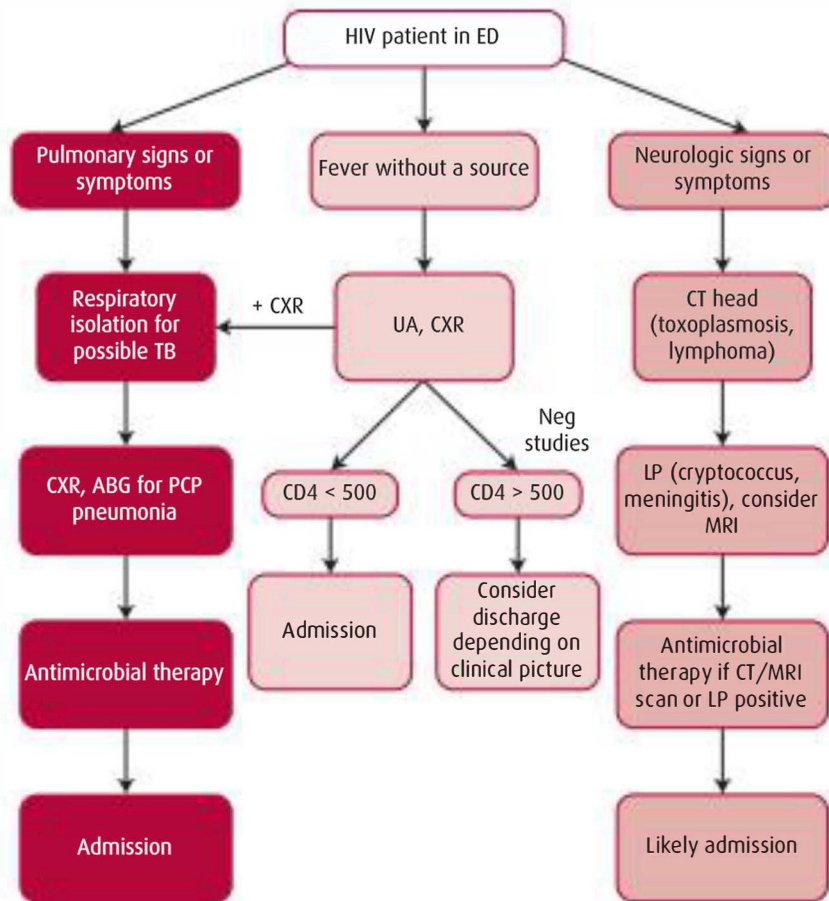 HIV patient in ED
Pulmonary signs or
symptoms
Fever without a source
Neurologic signs or
symptoms
Respiratory
isolation for
possible TB
+ CXR
UA, CXR
CT head
(toxoplasmosis,
lymphoma)
Neg
studies
CXR, ABG for PCP
pneumonia
CD4 < 500
CD4 > 500
LP (cryptococcus,
meningitis), consider
MRI
Antimicrobial therapy
Admission
Consider
discharge
depending on
clinical picture
Antimicrobial
therapy if CT/MRI
scan or LP positive
Admission
Likely admission